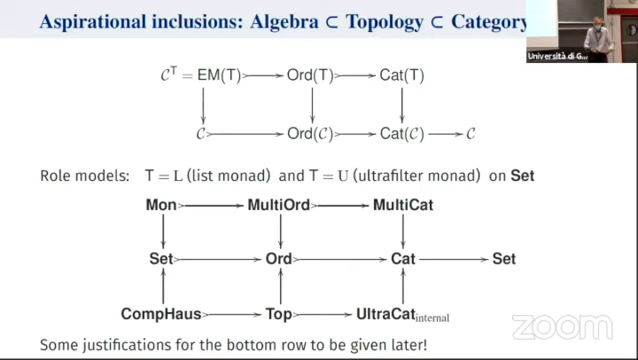 Aspirational inclusions: Algebra ⊂ Topology ⊂ Category
Università di G...
𝒞ᵀ = EM(T) Ord(T) Cat(T)
𝒞 Ord(𝒞) Cat(𝒞) 𝒞
Role models: T = L (list monad) and T = U (ultrafilter monad) on Set
Mon MultiOrd MultiCat
Set Ord Cat Set
CompHaus Top UltraCat internal
Some justifications for the bottom row to be given later!
zoom